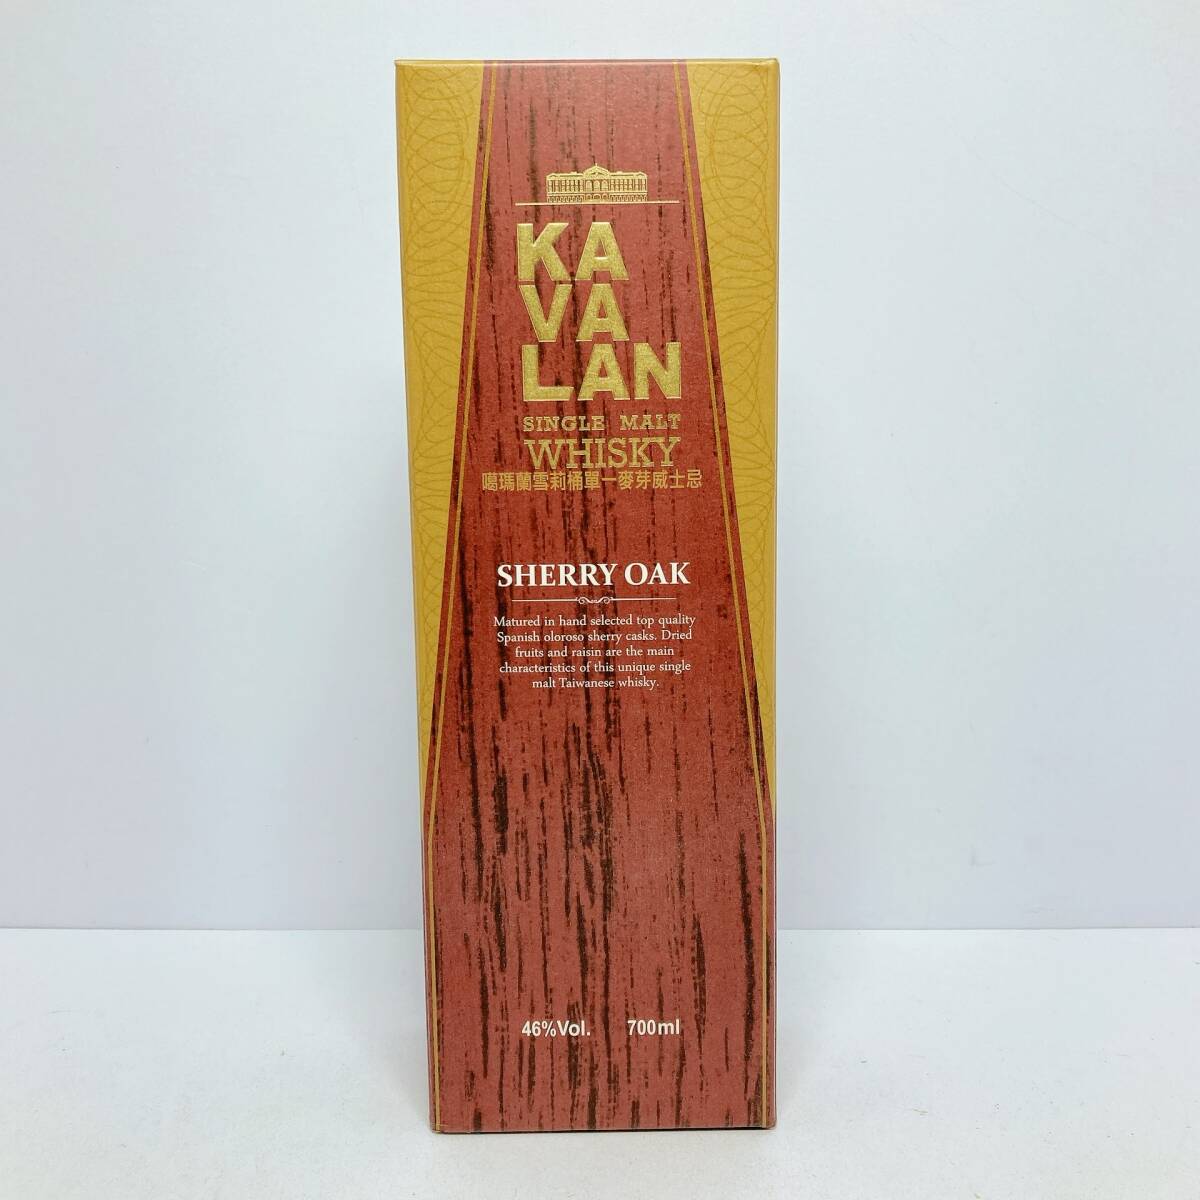 KA
VA
LAN
SINGLE MALT
WHISKY
噶瑪蘭雪莉桶單一麥芽威士忌
SHERRY OAK
Matured in hand selected top quality
Spanish oloroso sherry casks. Dried
fruits and raisin are the main
characteristics of this unique single
malt Taiwanese whisky.
46%Vol. 700ml